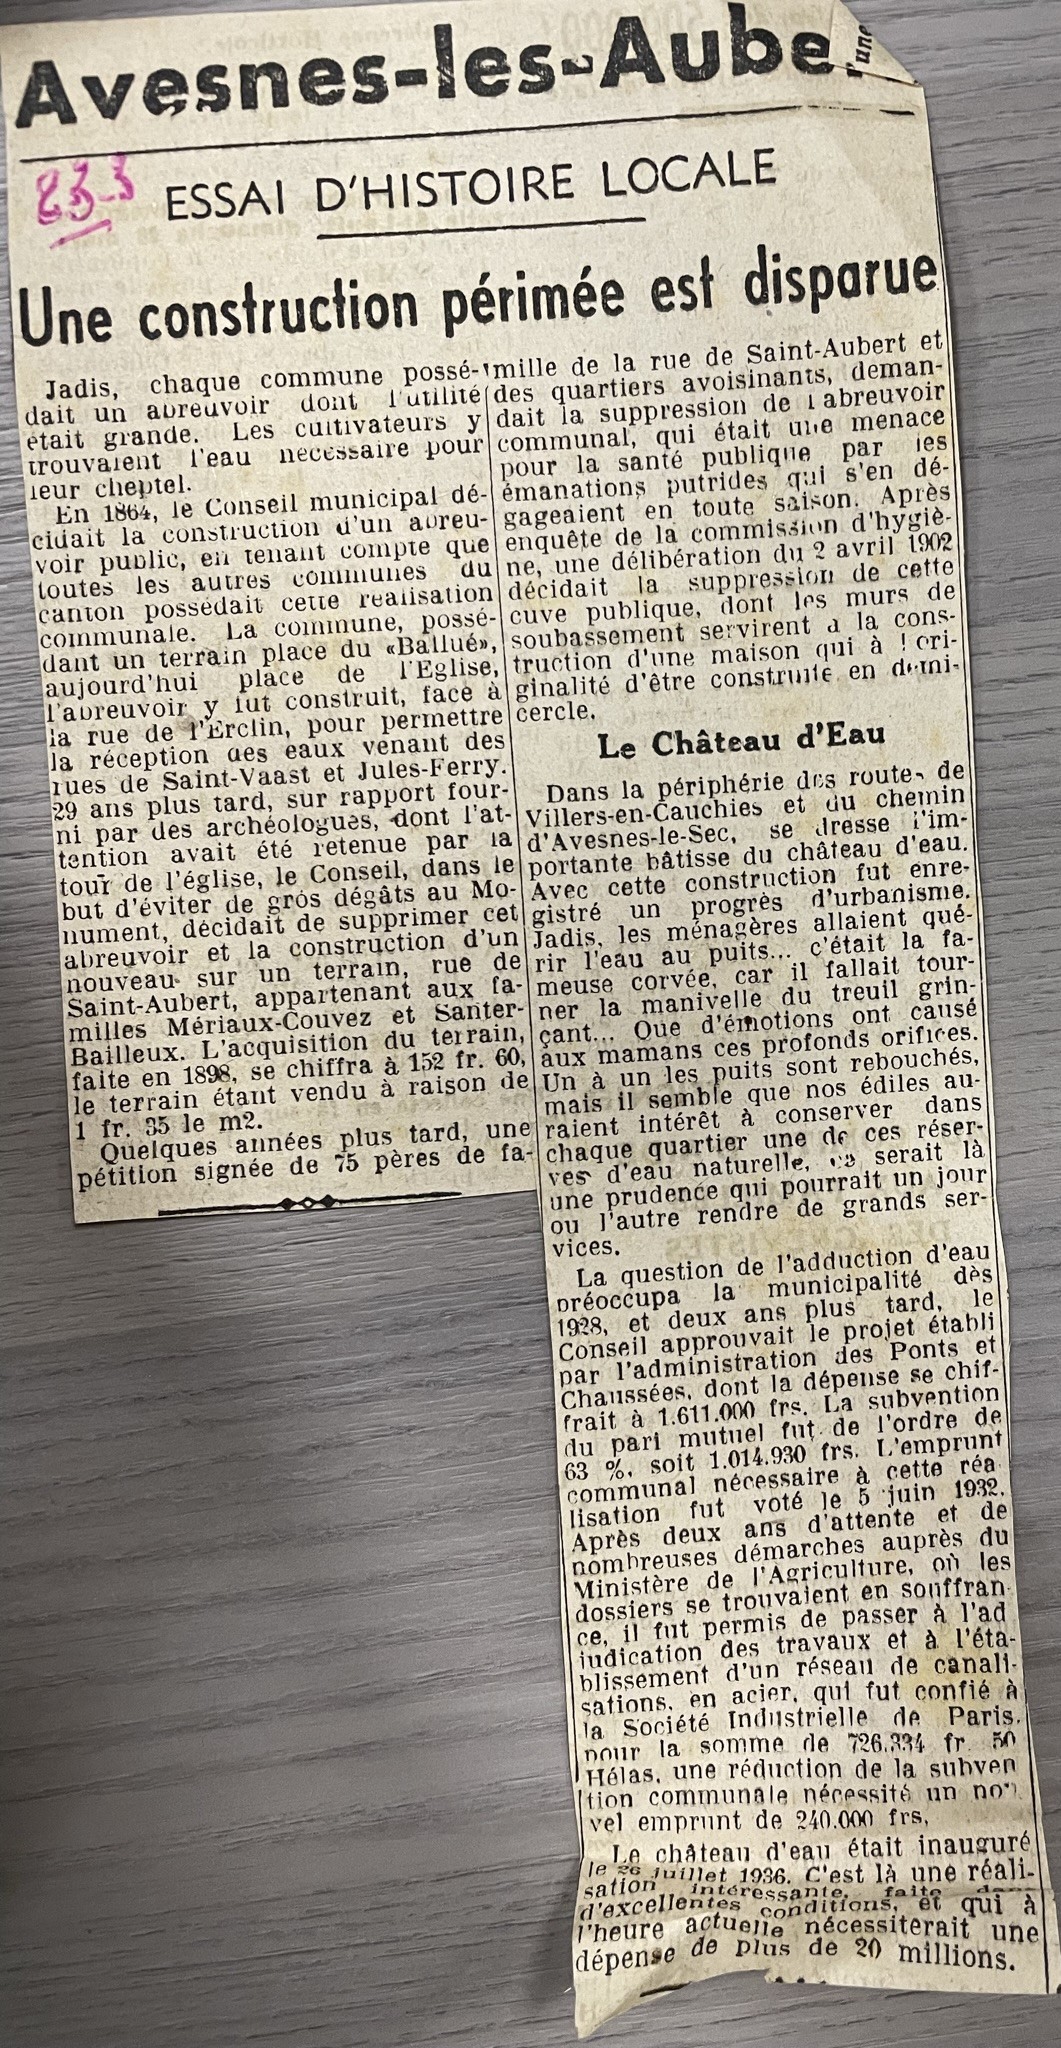 Avesnes-les-Aube
l'une
23-3
ESSAI D'HISTOIRE LOCALE
Une construction périmée est disparue
Jadis, chaque commune possé-
dait un abreuvoir dont l'utilité
était grande. Les cultivateurs y
trouvaient l'eau nécessaire pour
leur cheptel.
En 1864, le Conseil municipal dé-
cidait la construction d'un abreu-
voir public, en tenant compte que
toutes les autres communes du
canton possédait cette réalisation
communale. La commune, possé-
dant un terrain place du «Ballué»,
aujourd'hui place de l'Eglise,
l'abreuvoir y fut construit, face à
la rue de l'Erclin, pour permettre
la réception des eaux venant des
rues de Saint-Vaast et Jules-Ferry.
29 ans plus tard, sur rapport four-
ni par des archéologues, dont l'at-
tention avait été retenue par la
tour de l'église, le Conseil, dans le
but d'éviter de gros dégâts au Mo-
nument, décidait de supprimer cet
abreuvoir et la construction d'un
nouveau sur un terrain, rue de
Saint-Aubert, appartenant aux fa-
milles Mériaux-Couvez et Santer-
Bailleux. L'acquisition du terrain,
faite en 1898, se chiffra à 152 fr. 60,
le terrain étant vendu à raison de
1 fr. 35 le m2.
Quelques années plus tard, une
pétition signée de 75 pères de fa-
mille de la rue de Saint-Aubert et
des quartiers avoisinants, deman-
dait la suppression de l'abreuvoir
communal, qui était une menace
pour la santé publique par les
émanations putrides qui s'en dé-
gageaient en toute saison. Après
enquête de la commission d'hygiè-
ne, une délibération du 2 avril 1902
décidait la suppression de cette
cuve publique, dont les murs de
soubassement servirent à la cons-
truction d'une maison qui à l'ori-
ginalité d'être construite en demi-
cercle.
Le Château d'Eau
Dans la périphérie des routes de
Villers-en-Cauchies et du chemin
d'Avesnes-le-Sec, se dresse l'im-
portante bâtisse du château d'eau.
Avec cette construction fut enre-
gistré un progrès d'urbanisme.
Jadis, les ménagères allaient qué-
rir l'eau au puits... c'était la fa-
meuse corvée, car il fallait tour-
ner la manivelle du treuil grin-
çant... Que d'émotions ont causé
aux mamans ces profonds orifices.
Un à un les puits sont rebouchés,
mais il semble que nos édiles au-
raient intérêt à conserver dans
chaque quartier une de ces réser-
ves d'eau naturelle, ce serait là
une prudence qui pourrait un jour
ou l'autre rendre de grands ser-
vices.
La question de l'adduction d'eau
préoccupa la municipalité dès
1928, et deux ans plus tard, le
Conseil approuvait le projet établi
par l'administration des Ponts et
Chaussées, dont la dépense se chif-
frait à 1.611.000 frs. La subvention
du pari mutuel fut de l'ordre de
63 %, soit 1.014.930 frs. L'emprunt
communal nécessaire à cette réa
lisation fut voté le 5 juin 1932.
Après deux ans d'attente et de
nombreuses démarches auprès du
Ministère de l'Agriculture, où les
dossiers se trouvaient en souffran-
ce, il fut permis de passer à l'ad
judication des travaux et à l'éta-
blissement d'un réseau de canali-
sations, en acier, qui fut confié à
la Société Industrielle de Paris,
pour la somme de 726.334 fr. 50
Hélas, une réduction de la subven
tion communale nécessité un nou
vel emprunt de 240.000 frs.
Le château d'eau était inauguré
le 26 juillet 1936. C'est là une réali-
sation intéressante, faite dans
d'excellentes conditions, et qui à
l'heure actuelle nécessiterait une
dépense de plus de 20 millions.